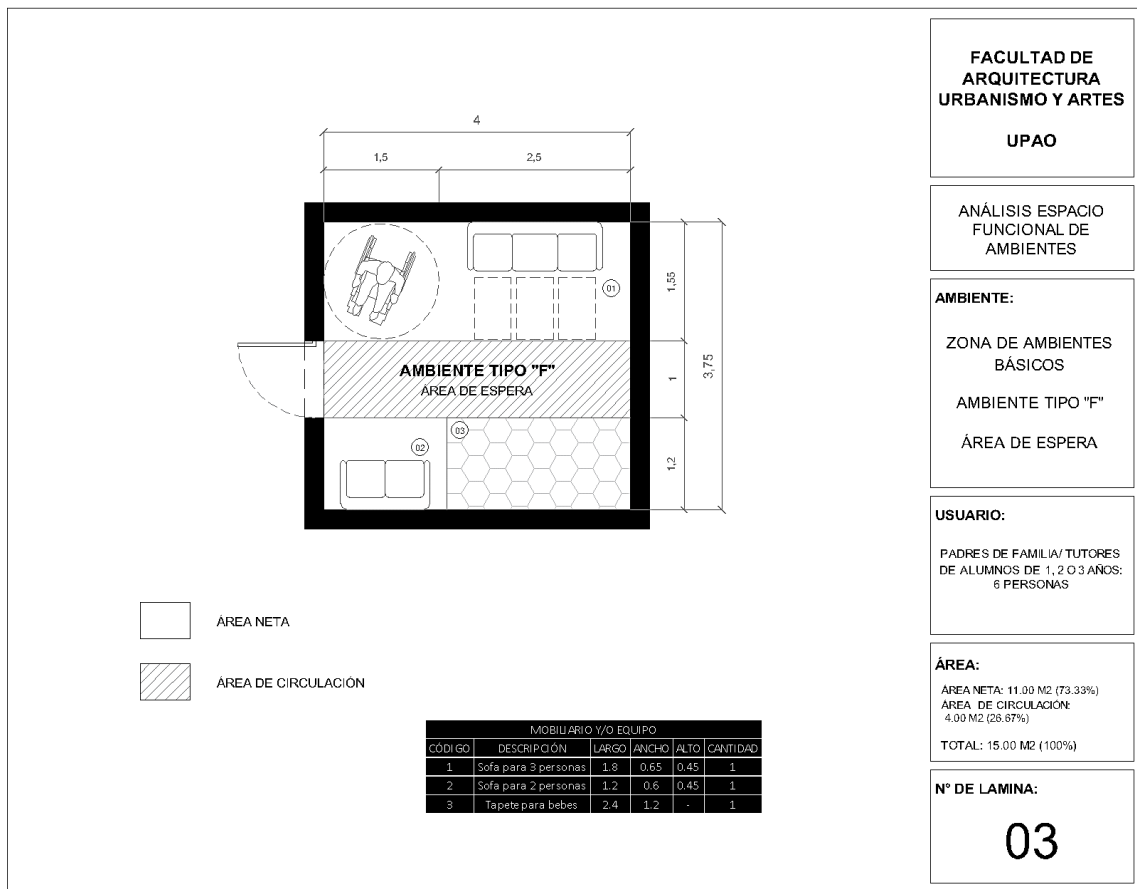 4
1,5
2,5
01
1,55
AMBIENTE TIPO "F"
ÁREA DE ESPERA
1
3,75
03
02
1,2
ÁREA NETA
ÁREA DE CIRCULACIÓN
MOBILIARIO Y/O EQUIPO
CÓDIGO DESCRIPCIÓN LARGO ANCHO ALTO CANTIDAD
1 Sofa para 3 personas 1.8 0.65 0.45 1
2 Sofa para 2 personas 1.2 0.6 0.45 1
3 Tapete para bebes 2.4 1.2 - 1
FACULTAD DE
ARQUITECTURA
URBANISMO Y ARTES
UPAO
ANÁLISIS ESPACIO
FUNCIONAL DE
AMBIENTES
AMBIENTE:
ZONA DE AMBIENTES
BÁSICOS
AMBIENTE TIPO "F"
ÁREA DE ESPERA
USUARIO:
PADRES DE FAMILIA/ TUTORES
DE ALUMNOS DE 1, 2 O 3 AÑOS:
6 PERSONAS
ÁREA:
ÁREA NETA: 11.00 M2 (73.33%)
ÁREA DE CIRCULACIÓN:
4.00 M2 (26.67%)
TOTAL: 15.00 M2 (100%)
N° DE LAMINA:
03